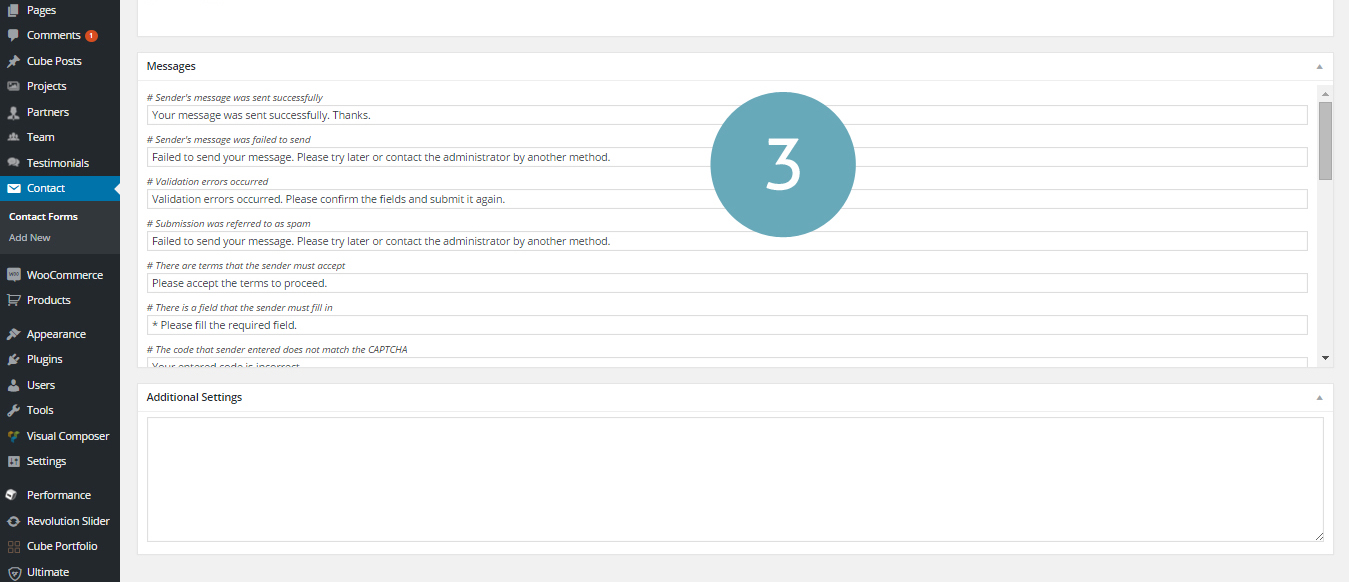 Pages
Comments 1
Cube Posts
Projects
Partners
Team
Testimonials
Contact
Contact Forms
Add New
WooCommerce
Products
Appearance
Plugins
Users
Tools
Visual Composer
Settings
Performance
Revolution Slider
Cube Portfolio
Ultimate
Messages
# Sender's message was sent successfully
Your message was sent successfully. Thanks.
# Sender's message was failed to send
Failed to send your message. Please try later or contact the administrator by another method.
# Validation errors occurred
Validation errors occurred. Please confirm the fields and submit it again.
# Submission was referred to as spam
Failed to send your message. Please try later or contact the administrator by another method.
# There are terms that the sender must accept
Please accept the terms to proceed.
# There is a field that the sender must fill in
* Please fill the required field.
# The code that sender entered does not match the CAPTCHA
Your entered code is incorrect.
3
Additional Settings